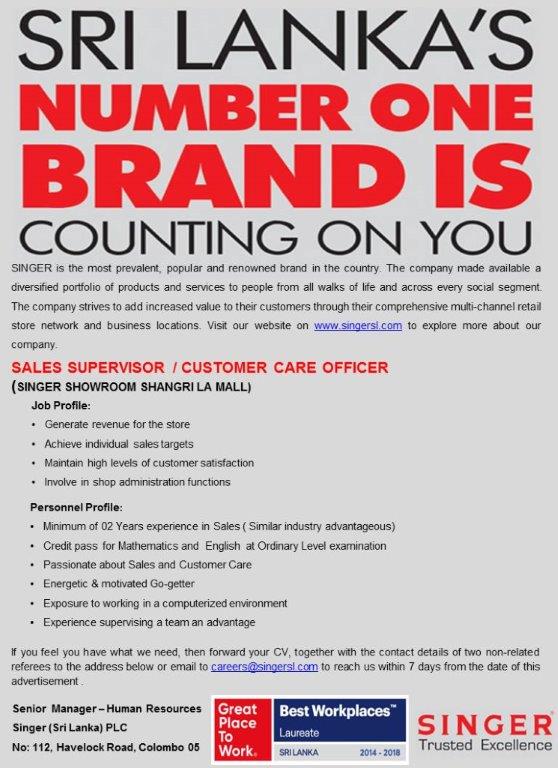 SRI LANKA'S
NUMBER ONE
BRAND IS
COUNTING ON YOU
SINGER is the most prevalent, popular and renowned brand in the country. The company made available a
diversified portfolio of products and services to people from all walks of life and across every social segment.
The company strives to add increased value to their customers through their comprehensive multi-channel retail
store network and business locations. Visit our website on www.singersl.com to explore more about our
company.
SALES SUPERVISOR / CUSTOMER CARE OFFICER
(SINGER SHOWROOM SHANGRI LA MALL)
Job Profile:
• Generate revenue for the store
• Achieve individual sales targets
• Maintain high levels of customer satisfaction
• Involve in shop administration functions
Personnel Profile:
• Minimum of 02 Years experience in Sales ( Similar industry advantageous)
• Credit pass for Mathematics and English at Ordinary Level examination
• Passionate about Sales and Customer Care
• Energetic & motivated Go-getter
• Exposure to working in a computerized environment
• Experience supervising a team an advantage
If you feel you have what we need, then forward your CV, together with the contact details of two non-related
referees to the address below or email to careers@singersl.com to reach us within 7 days from the date of this
advertisement .
Senior Manager – Human Resources
Singer (Sri Lanka) PLC
No: 112, Havelock Road, Colombo 05
Great
Place
To
Work.
Best Workplaces™
Laureate
SRI LANKA 2014 - 2018
SINGER®
Trusted Excellence